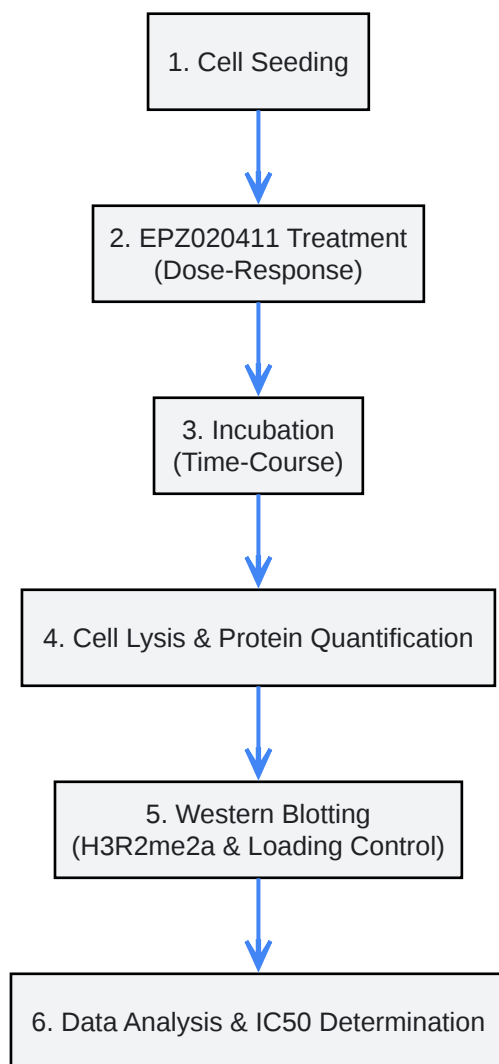 1. Cell Seeding
2. EPZ020411 Treatment
(Dose-Response)
3. Incubation
(Time-Course)
4. Cell Lysis & Protein Quantification
5. Western Blotting
(H3R2me2a & Loading Control)
6. Data Analysis & IC50 Determination